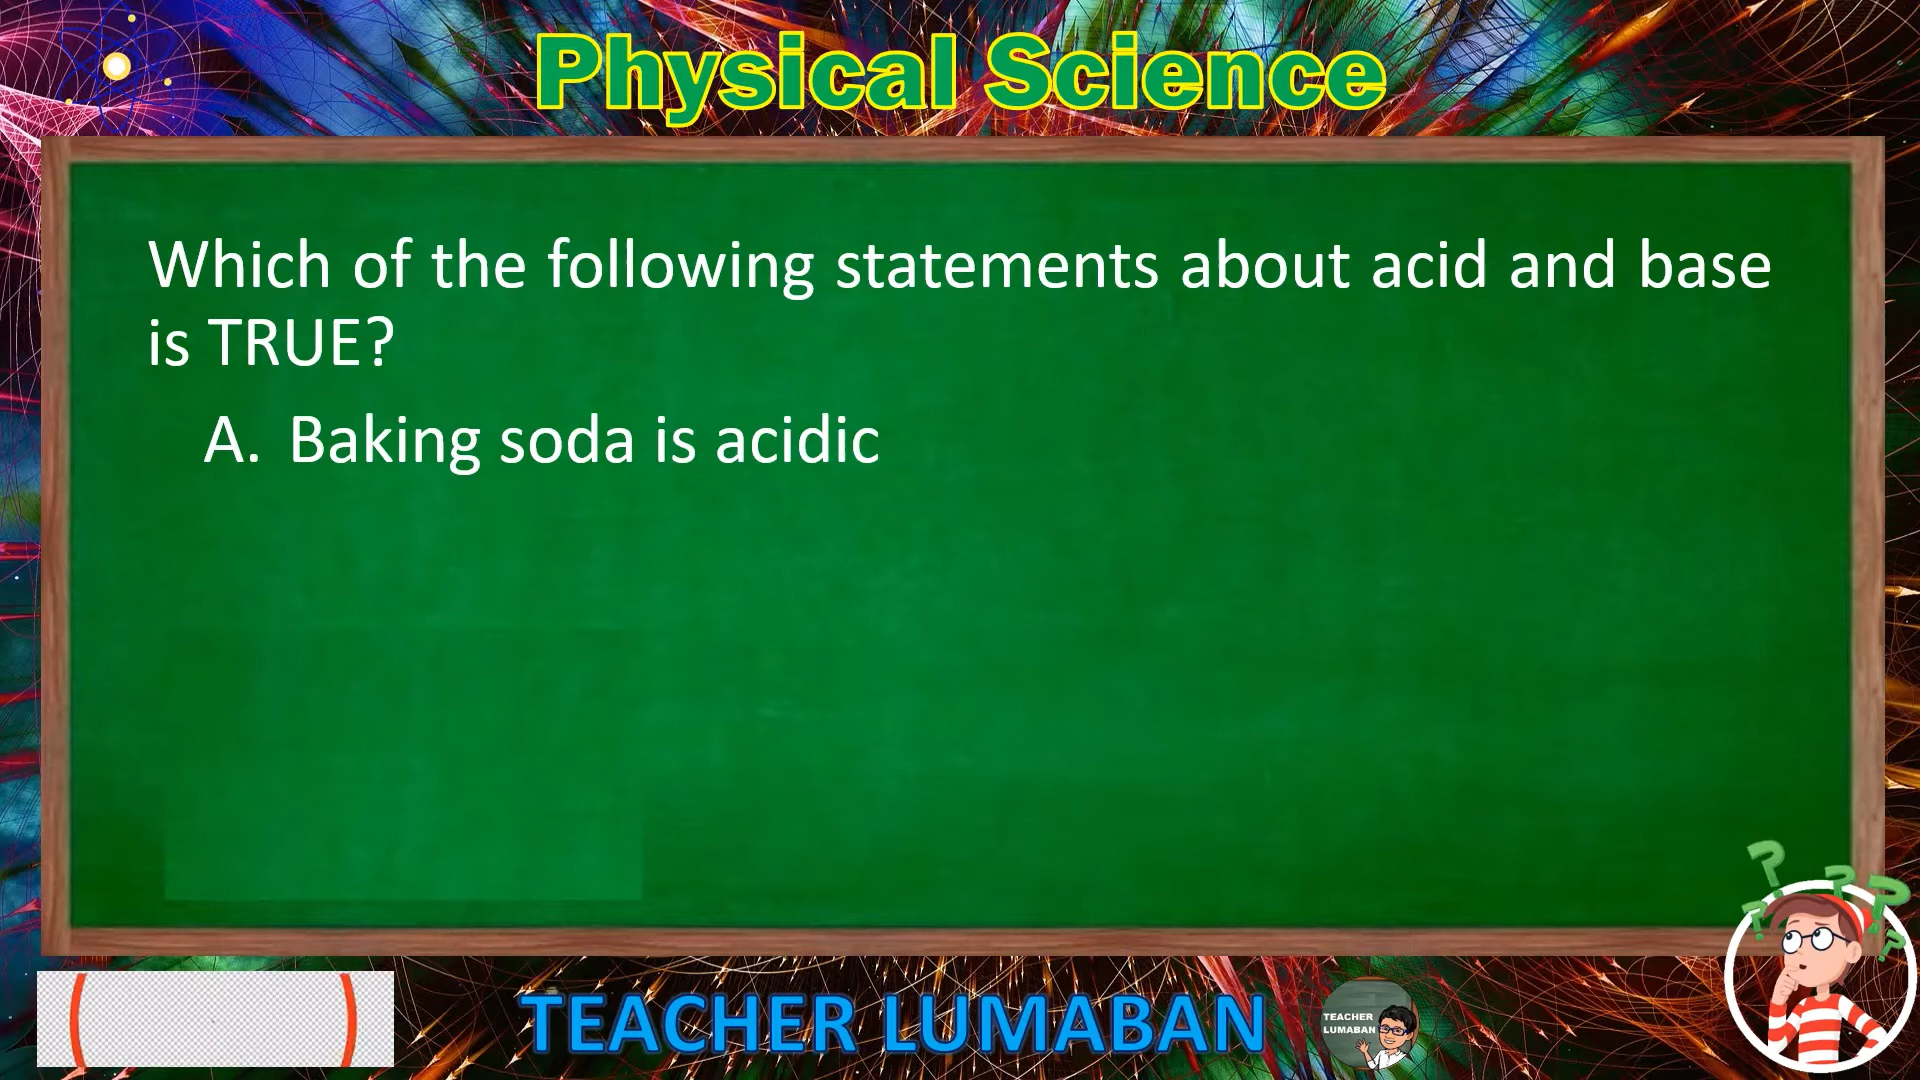 Physical Science
Which of the following statements about acid and base
is TRUE?
A. Baking soda is acidic
TEACHER LUMABAN
TEACHER
LUMABAN